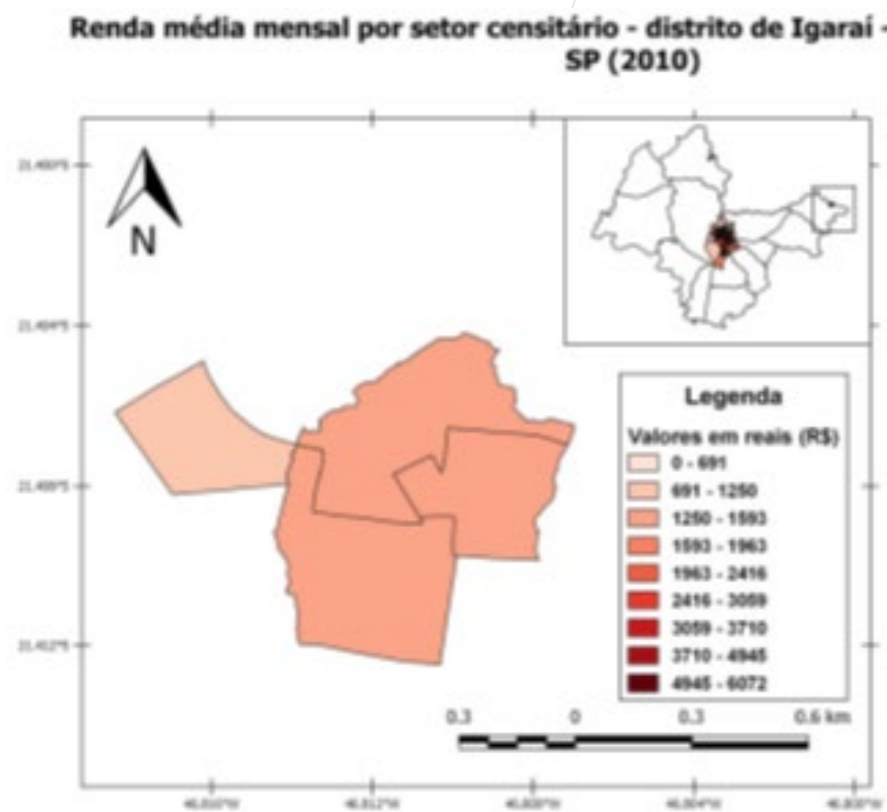 Renda média mensal por setor censitário - distrito de Igaraí -
SP (2010)
N
Legenda
Valores em reais (R$)
0 - 691
691 - 1250
1250 - 1593
1593 - 1963
1963 - 2416
2416 - 3059
3059 - 3710
3710 - 4945
4945 - 6072
0.3 0 0.3 0.6 km